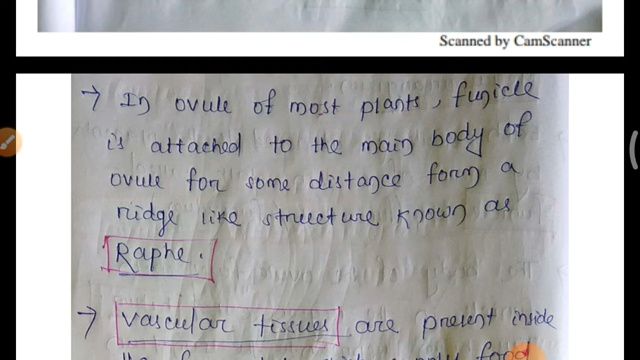 Scanned by CamScanner
→ In ovule of most plants, funicle
is attached to the main body of
ovule for some distance form a
ridge like structure known as
Raphe.
→ Vascular tissues are present inside
the